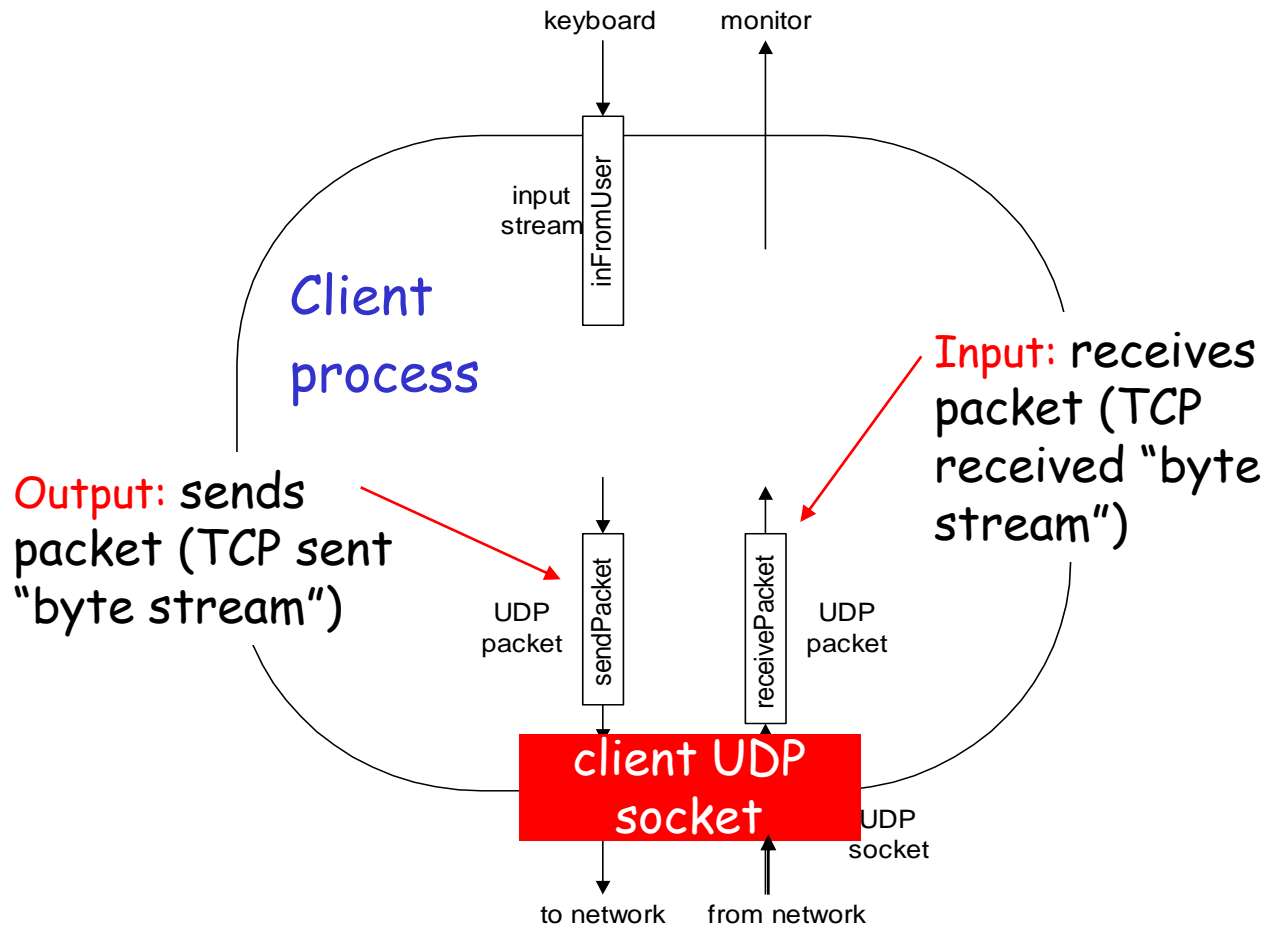 keyboard
monitor
input
stream
inFromUser
Client
process
Input: receives
packet (TCP
received “byte
stream”)
Output: sends
packet (TCP sent
“byte stream”)
UDP
packet
sendPacket
receivePacket
UDP
packet
client UDP
socket
UDP
socket
to network
from network